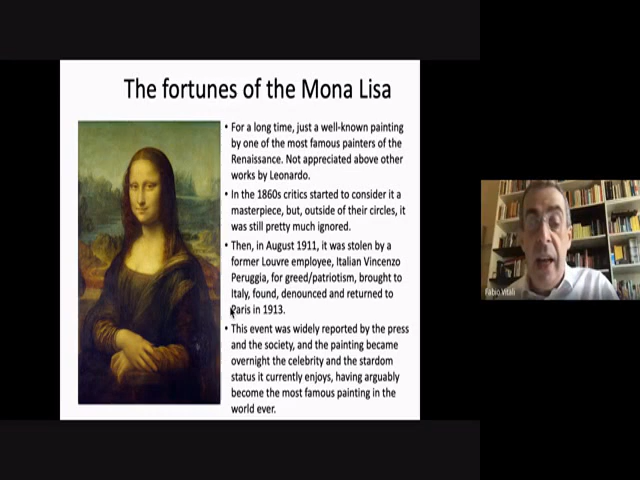 The fortunes of the Mona Lisa
• For a long time, just a well-known painting
by one of the most famous painters of the
Renaissance. Not appreciated above other
works by Leonardo.
• In the 1860s critics started to consider it a
masterpiece, but, outside of their circles, it
was still pretty much ignored.
• Then, in August 1911, it was stolen by a
former Louvre employee, Italian Vincenzo
Peruggia, for greed/patriotism, brought to
Italy, found, denounced and returned to
Paris in 1913.
• This event was widely reported by the press
and the society, and the painting became
overnight the celebrity and the stardom
status it currently enjoys, having arguably
become the most famous painting in the
world ever.
Fabio Vitali